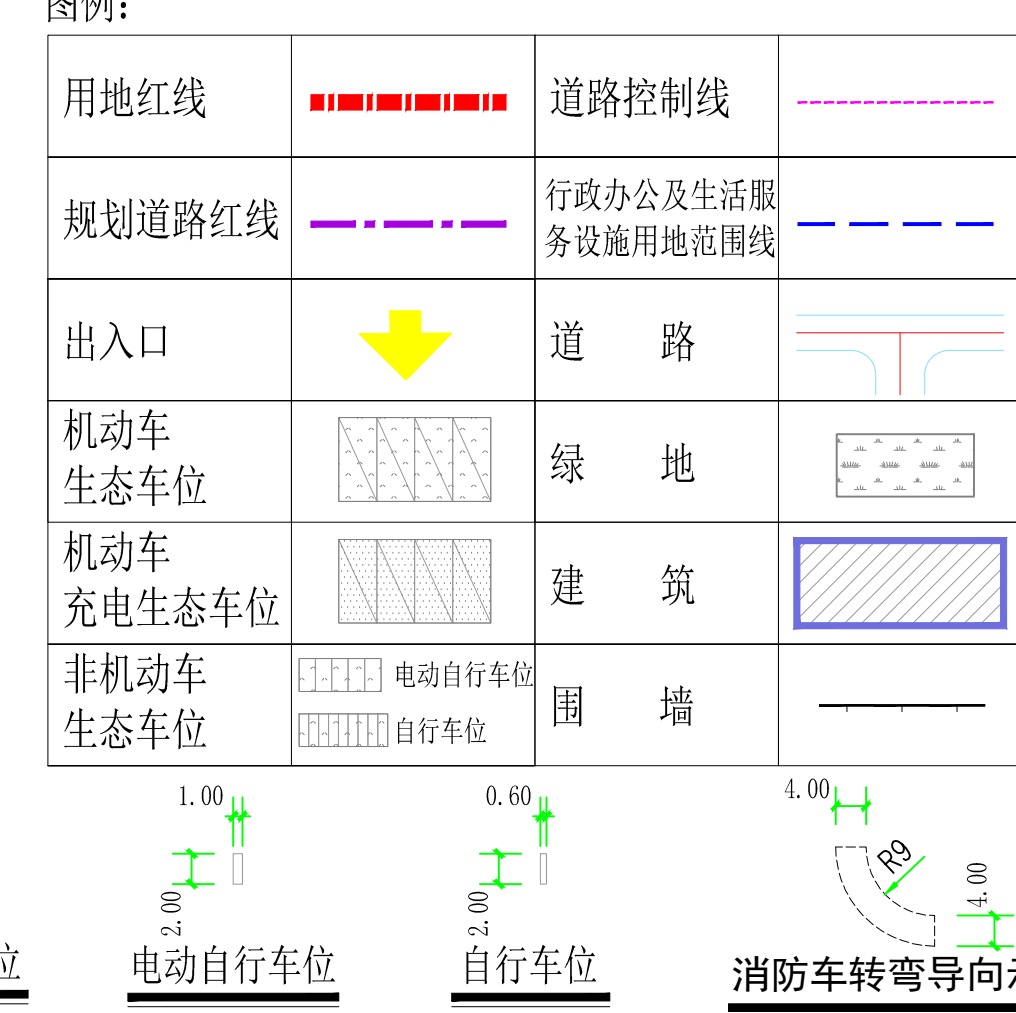 图例：
用地红线
道路控制线
规划道路红线
行政办公及生活服
务设施用地范围线
出入口
道 路
机动车
生态车位
绿 地
机动车
充电生态车位
建 筑
非机动车
生态车位
电动自行车位
自行车位
围 墙
1.00
0.60
4.00
R9
2.00
2.00
4.00
位
电动自行车位
自行车位
消防车转弯导向